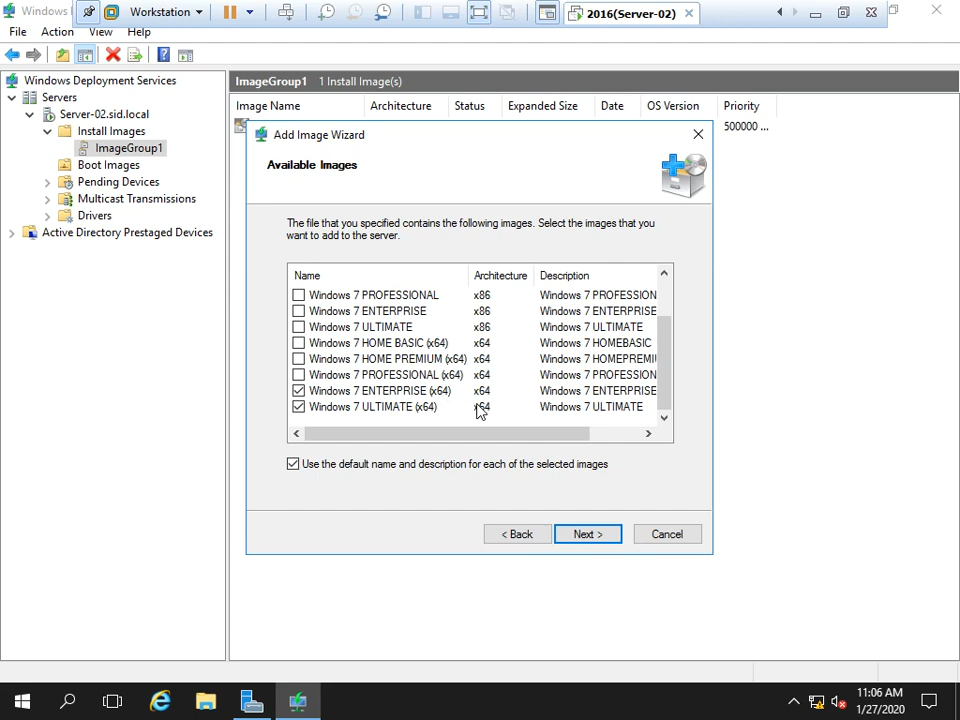 Windows
Workstation
2016(Server-02)
File Action View Help
Windows Deployment Services
Servers
Server-02.sid.local
Install Images
ImageGroup1
Boot Images
Pending Devices
Multicast Transmissions
Drivers
Active Directory Prestaged Devices
ImageGroup1 1 Install Image(s)
Image Name Architecture Status Expanded Size Date OS Version Priority
500000 ...
Add Image Wizard
Available Images
The file that you specified contains the following images. Select the images that you
want to add to the server.
Name Architecture Description
Windows 7 PROFESSIONAL x86 Windows 7 PROFESSION
Windows 7 ENTERPRISE x86 Windows 7 ENTERPRISE
Windows 7 ULTIMATE x86 Windows 7 ULTIMATE
Windows 7 HOME BASIC (x64) x64 Windows 7 HOMEBASIC
Windows 7 HOME PREMIUM (x64) x64 Windows 7 HOMEPREMIU
Windows 7 PROFESSIONAL (x64) x64 Windows 7 PROFESSION
Windows 7 ENTERPRISE (x64) x64 Windows 7 ENTERPRISE
Windows 7 ULTIMATE (x64) x64 Windows 7 ULTIMATE
Use the default name and description for each of the selected images
< Back Next > Cancel
11:06 AM
1/27/2020